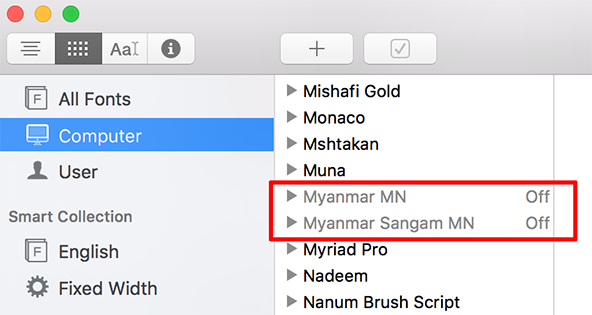 Aa
All Fonts
Computer
User
Smart Collection
English
Fixed Width
Mishafi Gold
Monaco
Mshtakan
Muna
Myanmar MN Off
Myanmar Sangam MN Off
Myriad Pro
Nadeem
Nanum Brush Script